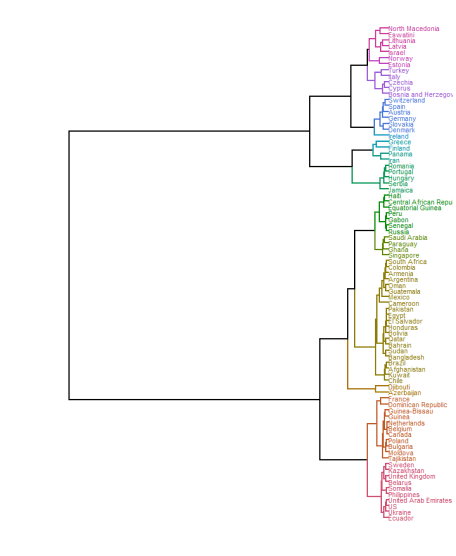 North Macedonia
Eswatini
Lithuania
Latvia
Israel
Norway
Estonia
Turkey
Italy
Czechia
Cyprus
Bosnia and Herzegov
Switzerland
Spain
Austria
Germany
Slovakia
Denmark
Ireland
Greece
Finland
Panama
Iran
Romania
Portugal
Hungary
Serbia
Jamaica
Haiti
Central African Repu
Equatorial Guinea
Peru
Gabon
Senegal
Russia
Saudi Arabia
Paraguay
Ghana
Singapore
South Africa
Colombia
Armenia
Argentina
Oman
Guatemala
Mexico
Cameroon
Pakistan
Egypt
El Salvador
Honduras
Bolivia
Qatar
Bahrain
Sudan
Bangladesh
Brazil
Afghanistan
Kuwait
Chile
Djibouti
Azerbaijan
France
Dominican Republic
Guinea-Bissau
Guinea
Netherlands
Belgium
Canada
Poland
Bulgaria
Moldova
Tajikistan
Sweden
Kazakhstan
United Kingdom
Belarus
Somalia
Philippines
United Arab Emirates
US
Ukraine
Ecuador